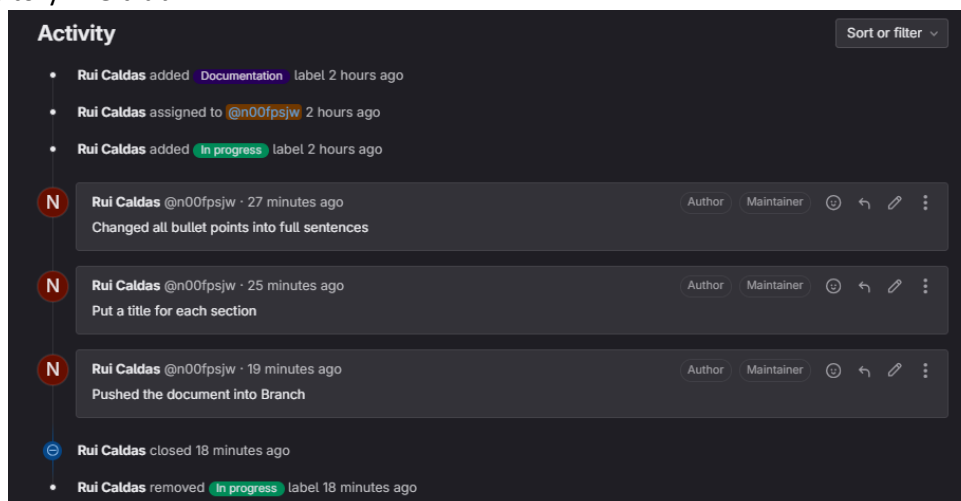 Activity
Sort or filter
Rui Caldas added Documentation label 2 hours ago
Rui Caldas assigned to @n00fpsjw 2 hours ago
Rui Caldas added In progress label 2 hours ago
N
Rui Caldas @n00fpsjw · 27 minutes ago Author Maintainer
Changed all bullet points into full sentences
N
Rui Caldas @n00fpsjw · 25 minutes ago Author Maintainer
Put a title for each section
N
Rui Caldas @n00fpsjw · 19 minutes ago Author Maintainer
Pushed the document into Branch
Rui Caldas closed 18 minutes ago
Rui Caldas removed In progress label 18 minutes ago